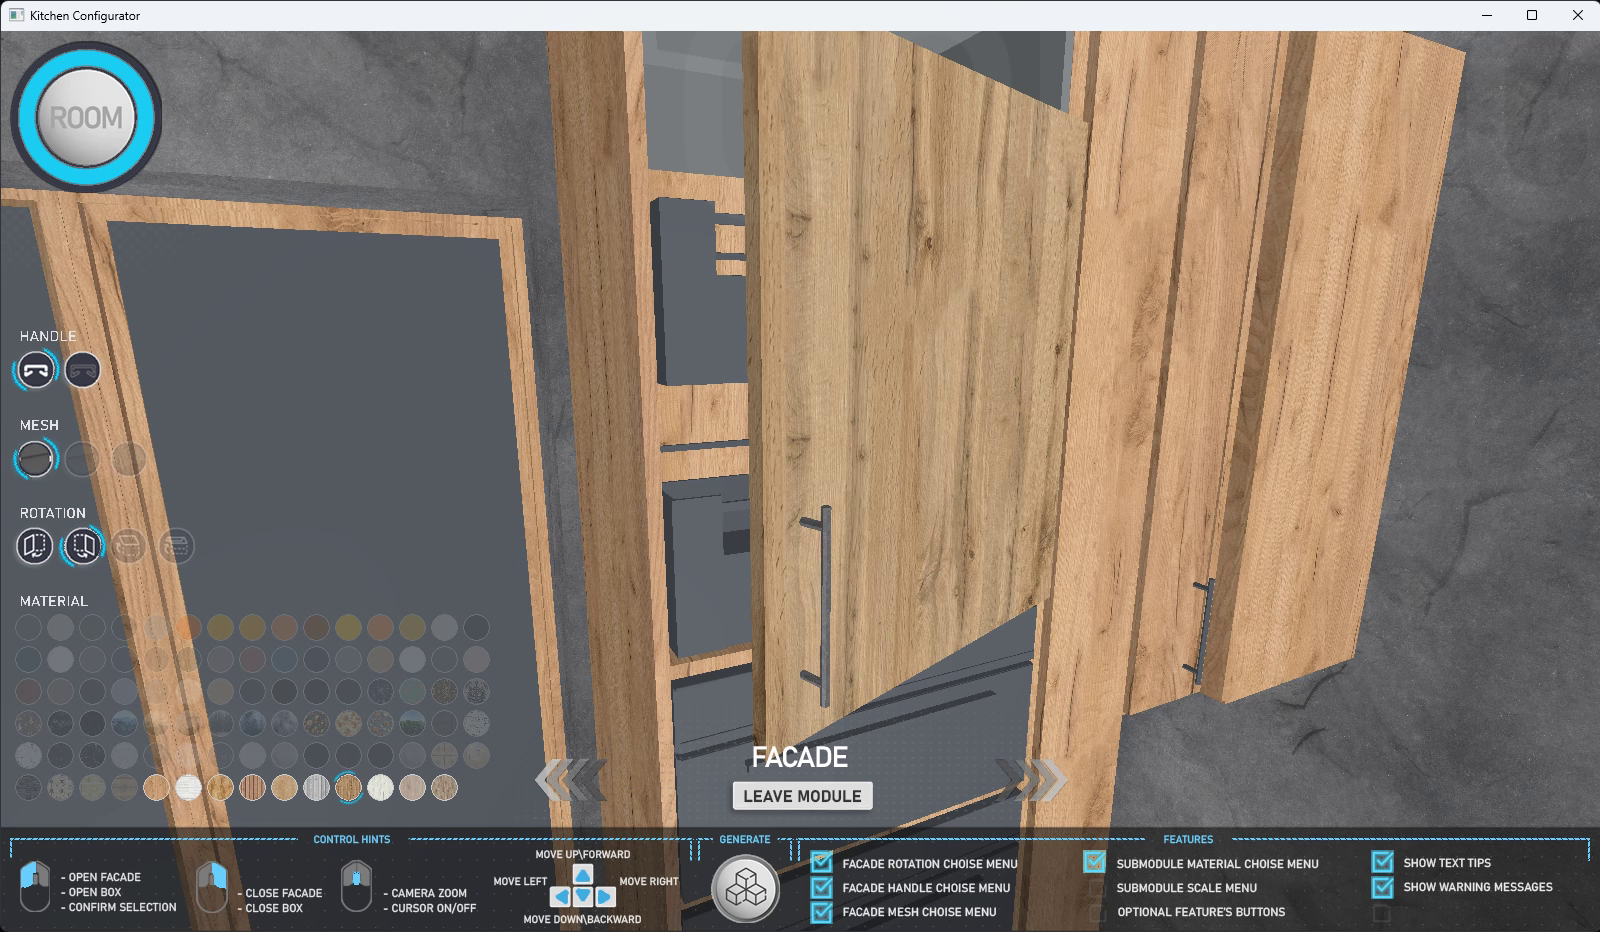 Kitchen Configurator
ROOM
HANDLE
MESH
ROTATION
MATERIAL
FACADE
LEAVE MODULE
CONTROL HINTS
- OPEN FACADE
- OPEN BOX
- CONFIRM SELECTION
- CLOSE FACADE
- CLOSE BOX
- CAMERA ZOOM
- CURSOR ON/OFF
MOVE UP\FORWARD
MOVE LEFT
MOVE RIGHT
MOVE DOWN\BACKWARD
GENERATE
FEATURES
FACADE ROTATION CHOISE MENU
FACADE HANDLE CHOISE MENU
FACADE MESH CHOISE MENU
SUBMODULE MATERIAL CHOISE MENU
SUBMODULE SCALE MENU
OPTIONAL FEATURE'S BUTTONS
SHOW TEXT TIPS
SHOW WARNING MESSAGES